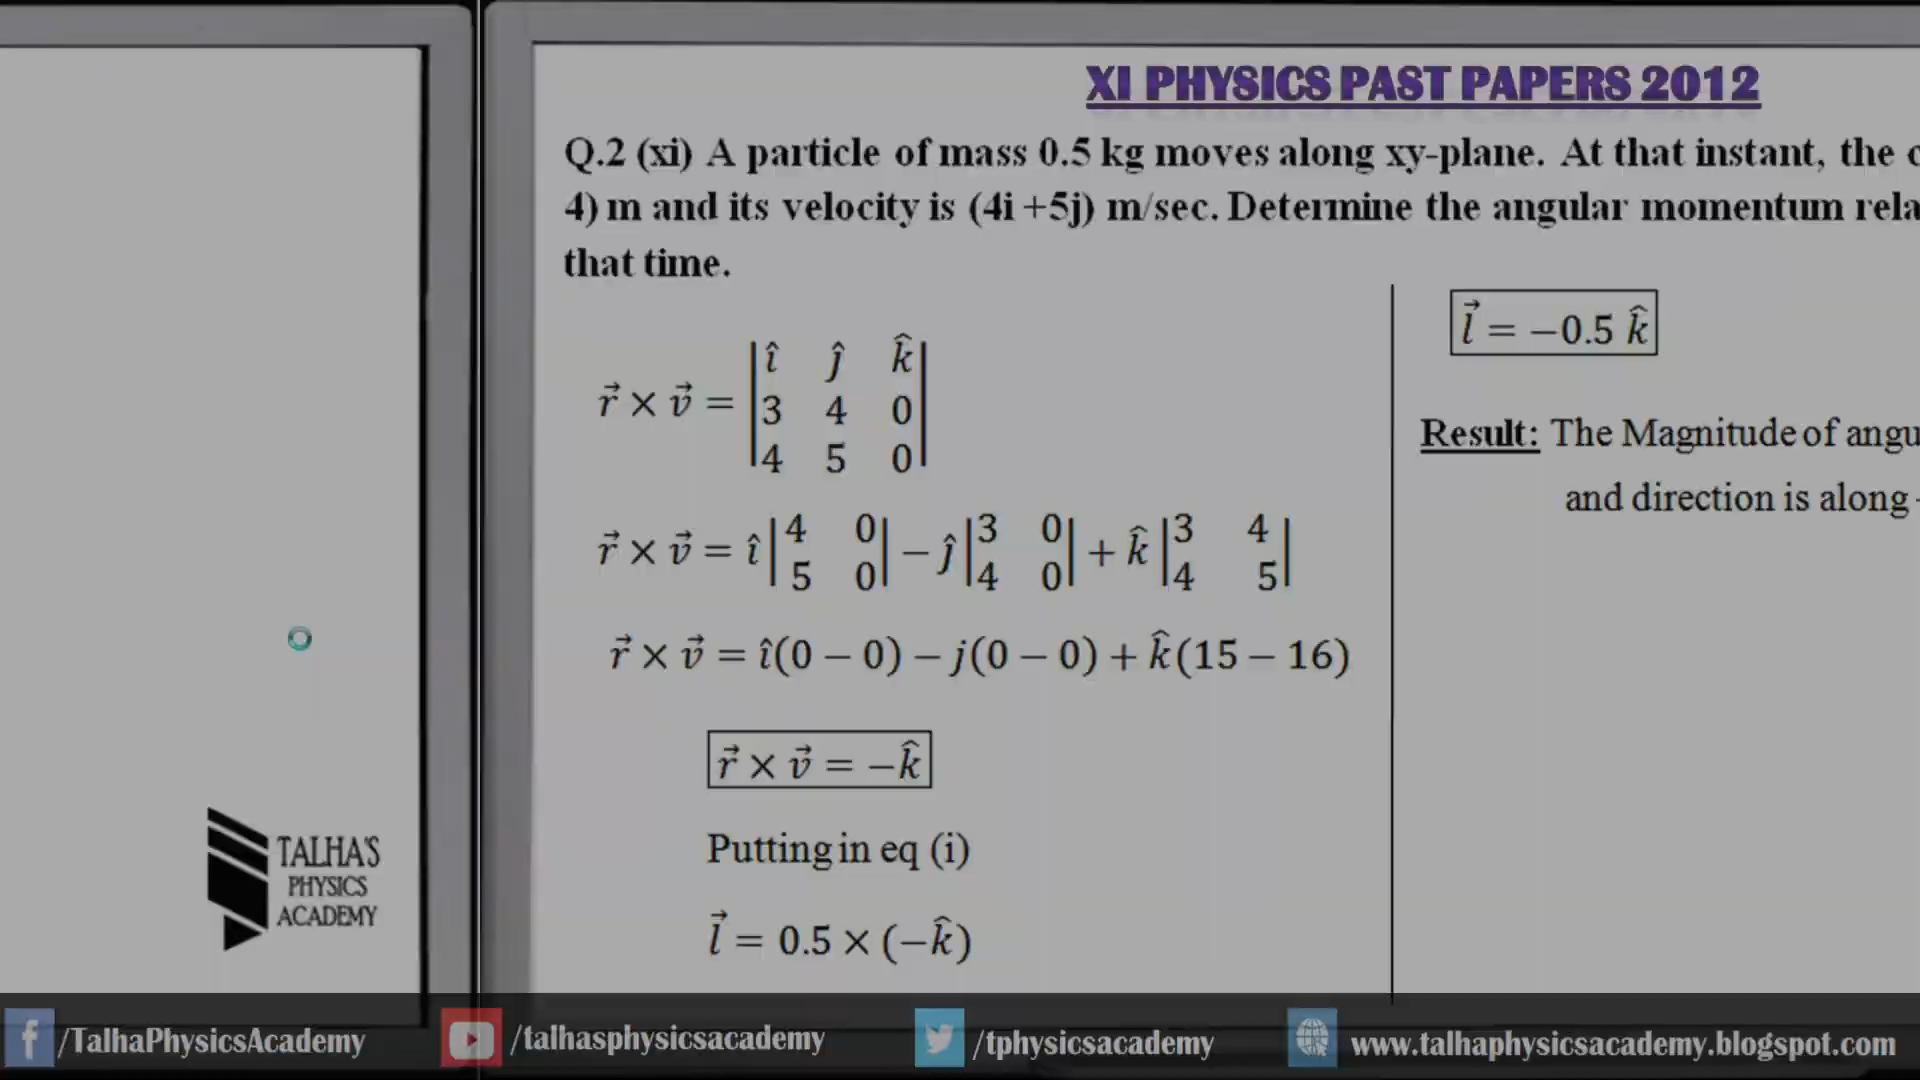 XI PHYSICS PAST PAPERS 2012
Q.2 (xi) A particle of mass 0.5 kg moves along xy-plane. At that instant, the
4) m and its velocity is (4i +5j) m/sec. Determine the angular momentum
that time.
r⃗ × v⃗ = |î ĵ k̂|
|3 4 0|
|4 5 0|
r⃗ × v⃗ = î |4 0| − ĵ |3 0| + k̂ |3 4|
|5 0| |4 0| |4 5|
r⃗ × v⃗ = î(0 − 0) − j(0 − 0) + k̂(15 − 16)
r⃗ × v⃗ = −k̂
Putting in eq (i)
l⃗ = 0.5 × (−k̂)
l⃗ = −0.5 k̂
Result: The Magnitude of
and direction is along
TALHA'S
PHYSICS
ACADEMY
f /TalhaPhysicsAcademy
/talhasphysicsacademy
/tphysicsacademy
www.talhaphysicsacademy.blogspot.com